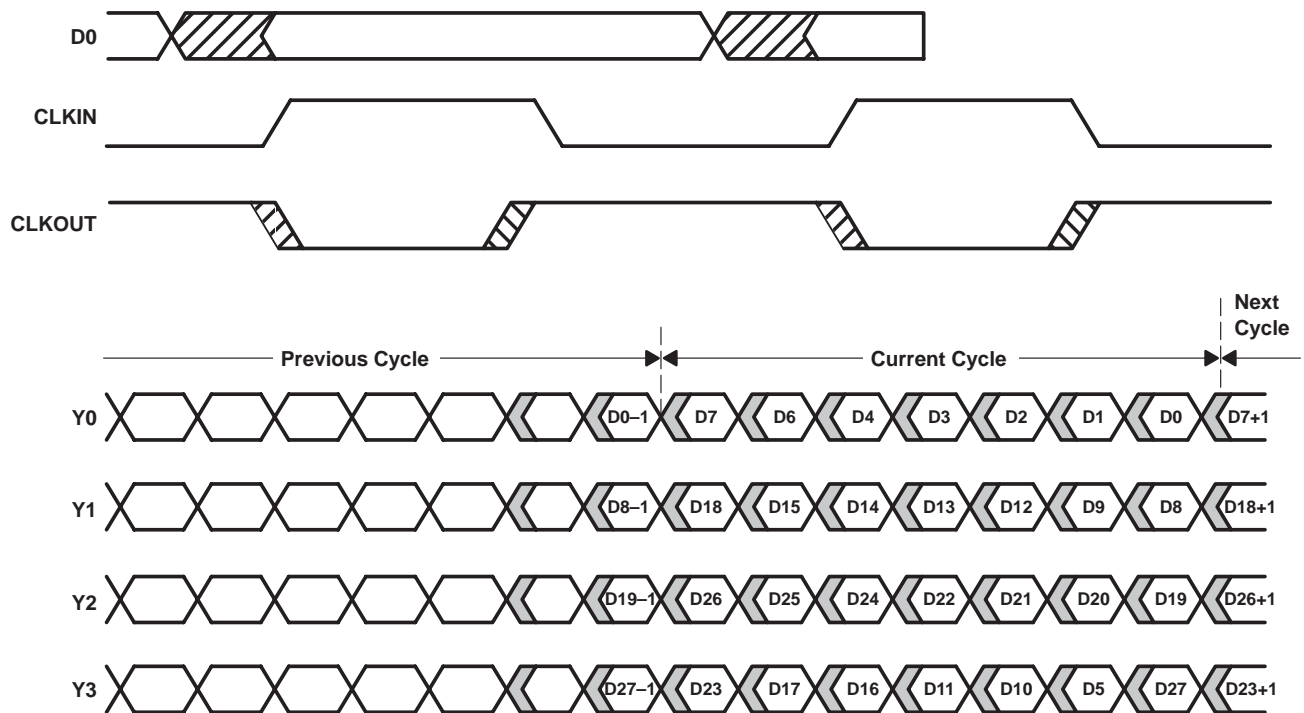 D0
CLKIN
CLKOUT
Next
Cycle
Previous Cycle
Current Cycle
Y0 D0–1 D7 D6 D4 D3 D2 D1 D0 D7+1
Y1 D8–1 D18 D15 D14 D13 D12 D9 D8 D18+1
Y2 D19–1 D26 D25 D24 D22 D21 D20 D19 D26+1
Y3 D27–1 D23 D17 D16 D11 D10 D5 D27 D23+1